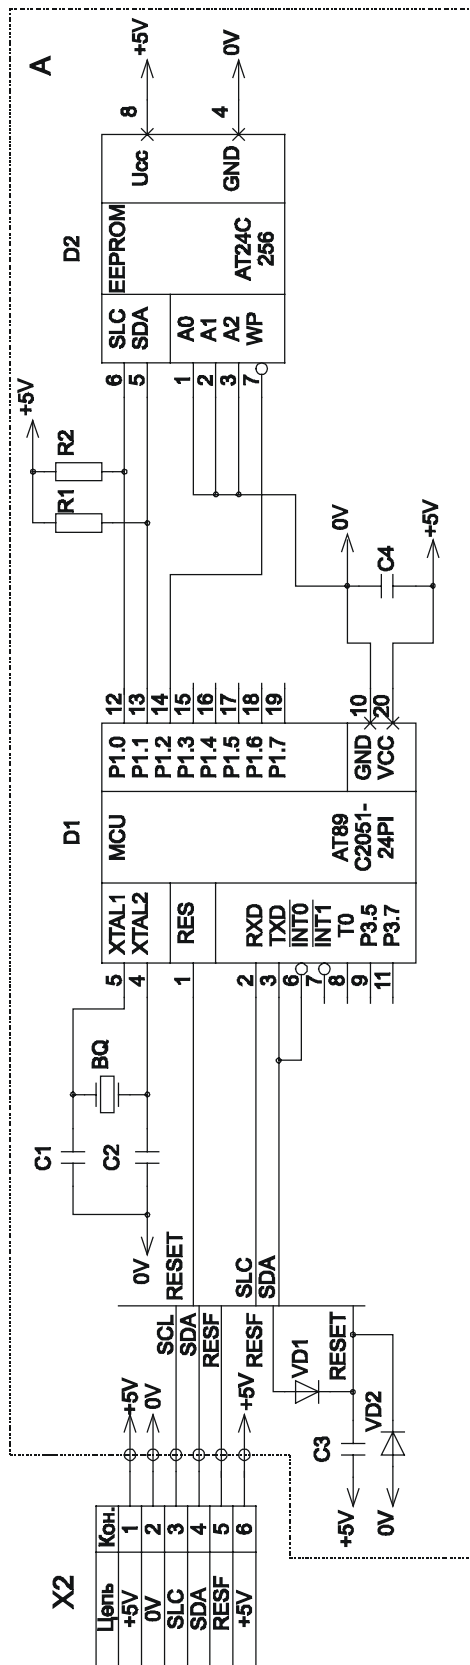 X2
Цепь Кон.
+5V 1
0V 2
SLC 3
SDA 4
RESF 5
+5V 6
+5V
0V
SCL
SDA
RESF
+5V
RESF
RESET
SLC
SDA
VD1
RESET
C3
VD2
+5V
0V
C1
C2
BQ
0V
D1
5 XTAL1
4 XTAL2
1 RES
2 RXD
3 TXD
6 INT0
7 INT1
8 T0
9 P3.5
11 P3.7
MCU
AT89
C2051-
24PI
P1.0 12
P1.1 13
P1.2 14
P1.3 15
P1.4 16
P1.5 17
P1.6 18
P1.7 19
GND 10
VCC 20
0V
C4
+5V
+5V
R1
R2
D2
6 SLC
5 SDA
1 A0
2 A1
3 A2
7 WP
EEPROM
AT24C
256
Ucc 8
GND 4
+5V
0V
A